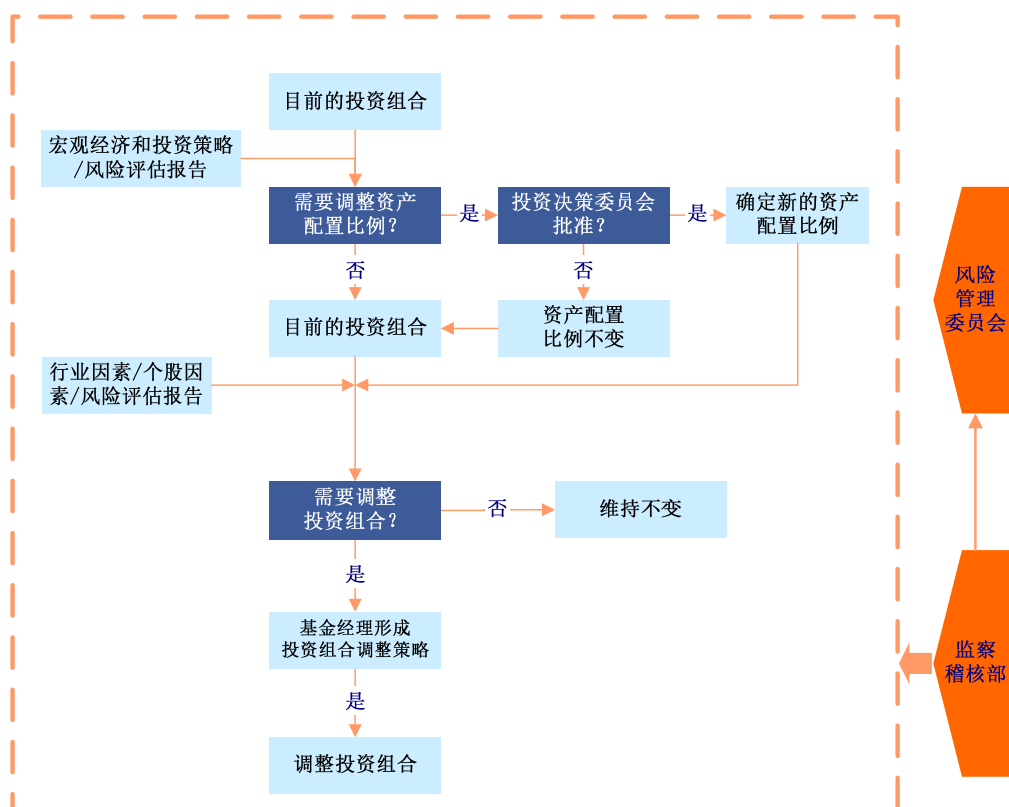 目前的投资组合
宏观经济和投资策略
/风险评估报告
需要调整资产
配置比例？
是
投资决策委员会
批准？
是
确定新的资产
配置比例
否
否
目前的投资组合
资产配置
比例不变
行业因素/个股因
素/风险评估报告
需要调整
投资组合？
否
维持不变
是
基金经理形成
投资组合调整策略
是
调整投资组合
风险
管理
委员会
监察
稽核部